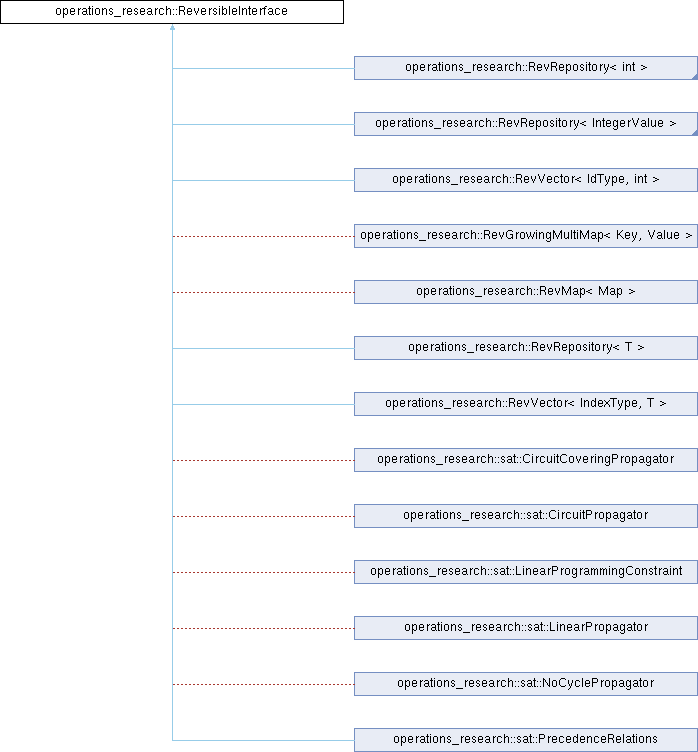 operations_research::ReversibleInterface
operations_research::RevRepository< int >
operations_research::RevRepository< IntegerValue >
operations_research::RevVector< IdType, int >
operations_research::RevGrowingMultiMap< Key, Value >
operations_research::RevMap< Map >
operations_research::RevRepository< T >
operations_research::RevVector< IndexType, T >
operations_research::sat::CircuitCoveringPropagator
operations_research::sat::CircuitPropagator
operations_research::sat::LinearProgrammingConstraint
operations_research::sat::LinearPropagator
operations_research::sat::NoCyclePropagator
operations_research::sat::PrecedenceRelations